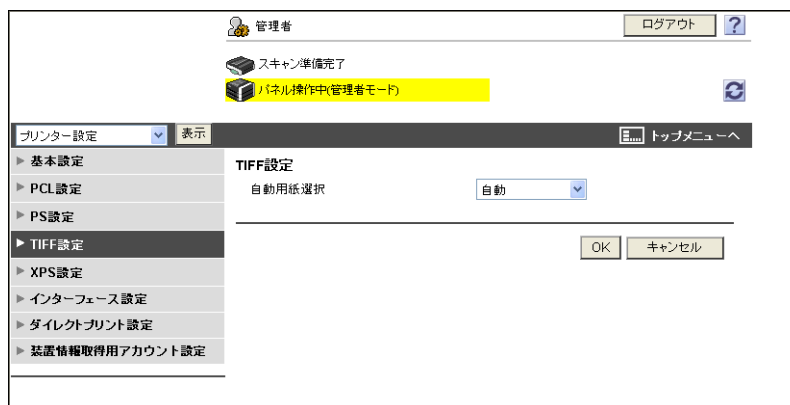 管理者
ログアウト
?
スキャン準備完了
パネル操作中(管理者モード)
プリンター設定
表示
トップメニューへ
基本設定
PCL設定
PS設定
TIFF設定
XPS設定
インターフェース設定
ダイレクトプリント設定
装置情報取得用アカウント設定
TIFF設定
自動用紙選択
自動
OK
キャンセル